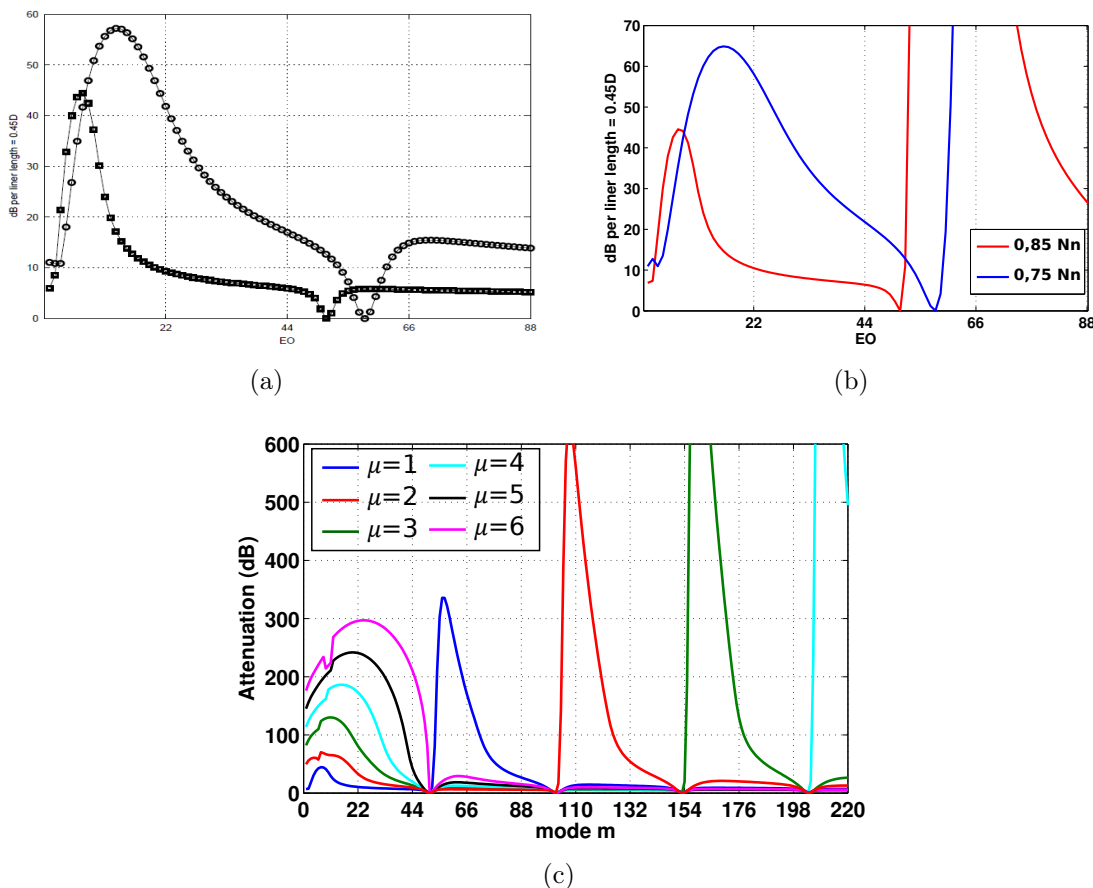 60
50
40
30
20
10
0
dB per liner length = 0.45D
22
44
66
88
EO
(a)
70
60
50
40
30
20
10
0
dB per liner length = 0.45D
0,85 Nn
0,75 Nn
22
44
66
88
EO
(b)
600
500
400
300
200
100
0
Attenuation (dB)
μ=1
μ=2
μ=3
μ=4
μ=5
μ=6
0 22 44 66 88 110 132 154 176 198 220
mode m
(c)